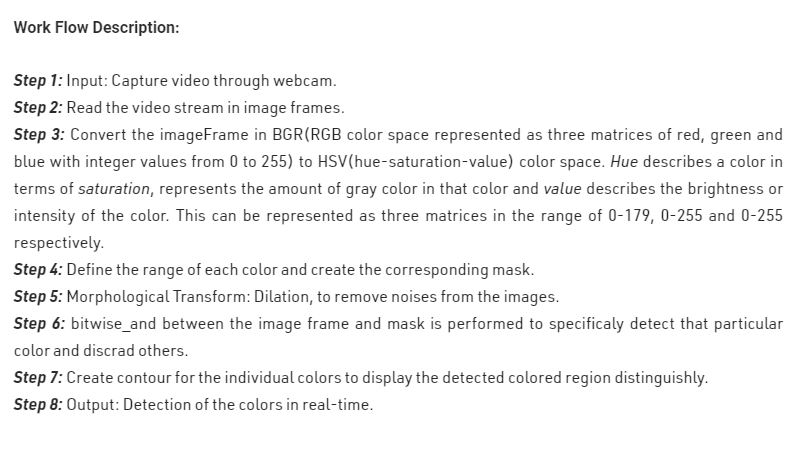 Work Flow Description:
Step 1: Input: Capture video through webcam.
Step 2: Read the video stream in image frames.
Step 3: Convert the imageFrame in BGR(RGB color space represented as three matrices of red, green and
blue with integer values from 0 to 255) to HSV(hue-saturation-value) color space. Hue describes a color in
terms of saturation, represents the amount of gray color in that color and value describes the brightness or
intensity of the color. This can be represented as three matrices in the range of 0-179, 0-255 and 0-255
respectively.
Step 4: Define the range of each color and create the corresponding mask.
Step 5: Morphological Transform: Dilation, to remove noises from the images.
Step 6: bitwise_and between the image frame and mask is performed to specificaly detect that particular
color and discrad others.
Step 7: Create contour for the individual colors to display the detected colored region distinguishly.
Step 8: Output: Detection of the colors in real-time.